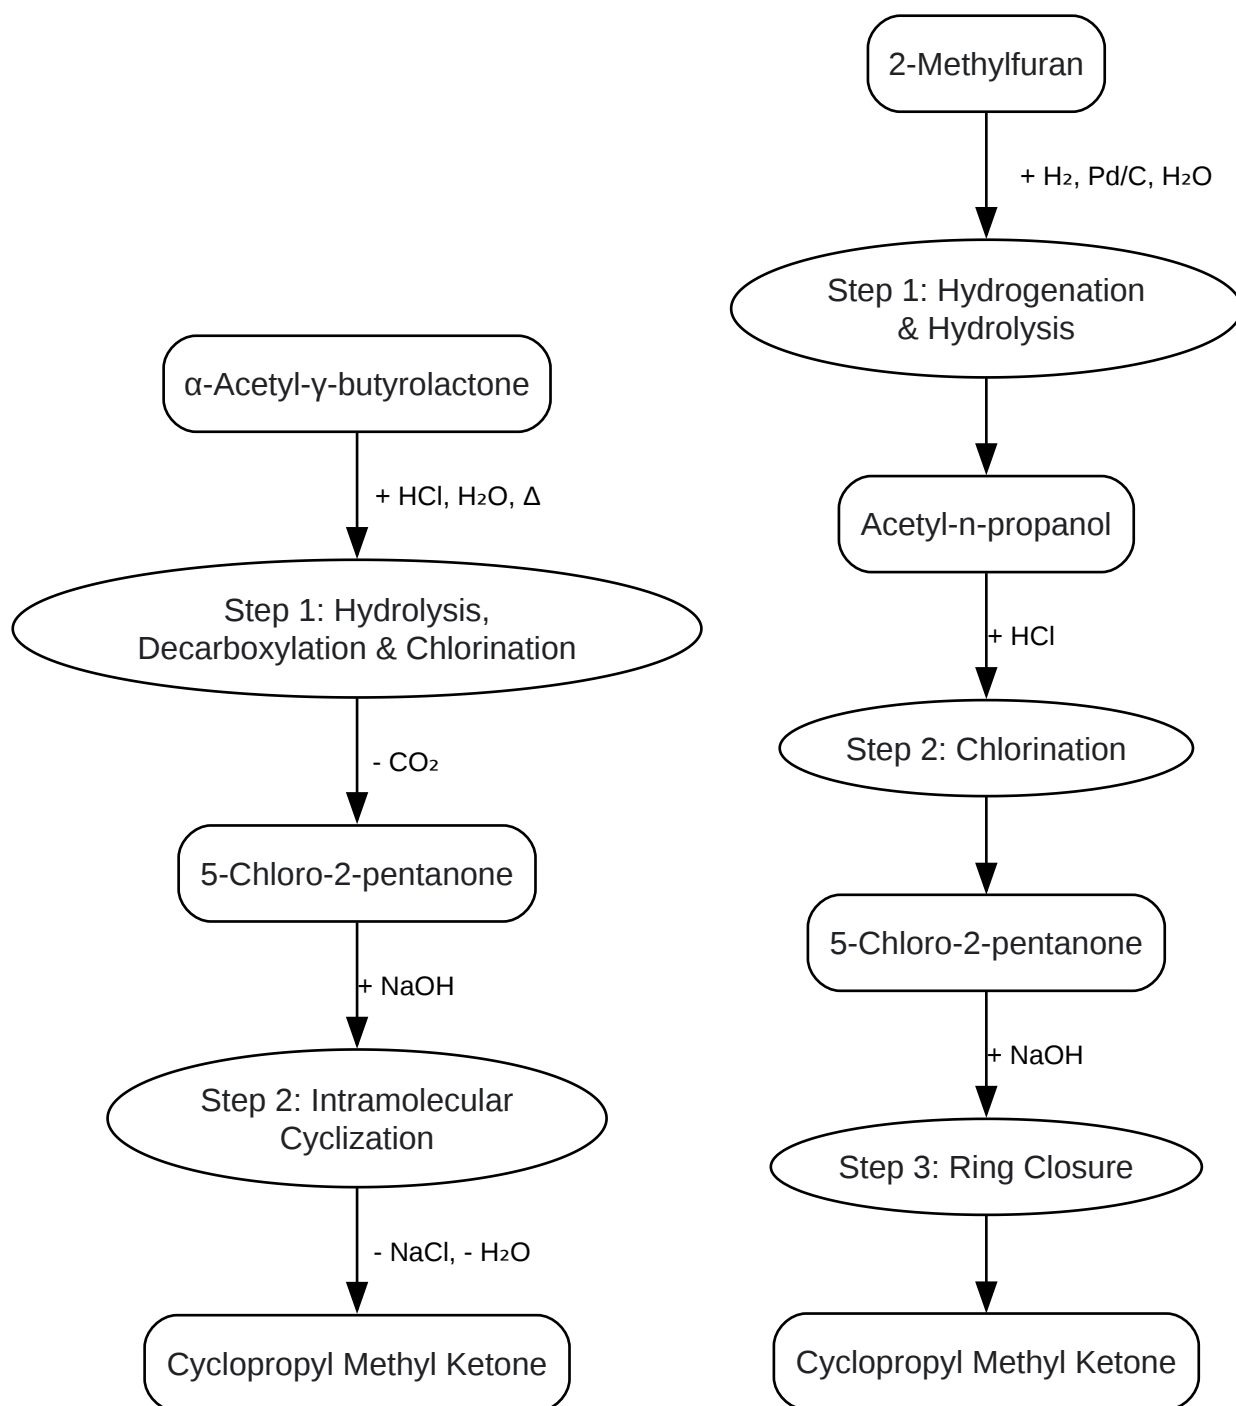 α-Acetyl-γ-butyrolactone
+ HCl, H₂O, Δ
Step 1: Hydrolysis,
Decarboxylation & Chlorination
- CO₂
5-Chloro-2-pentanone
+ NaOH
Step 2: Intramolecular
Cyclization
- NaCl, - H₂O
Cyclopropyl Methyl Ketone
2-Methylfuran
+ H₂, Pd/C, H₂O
Step 1: Hydrogenation
& Hydrolysis
Acetyl-n-propanol
+ HCl
Step 2: Chlorination
5-Chloro-2-pentanone
+ NaOH
Step 3: Ring Closure
Cyclopropyl Methyl Ketone